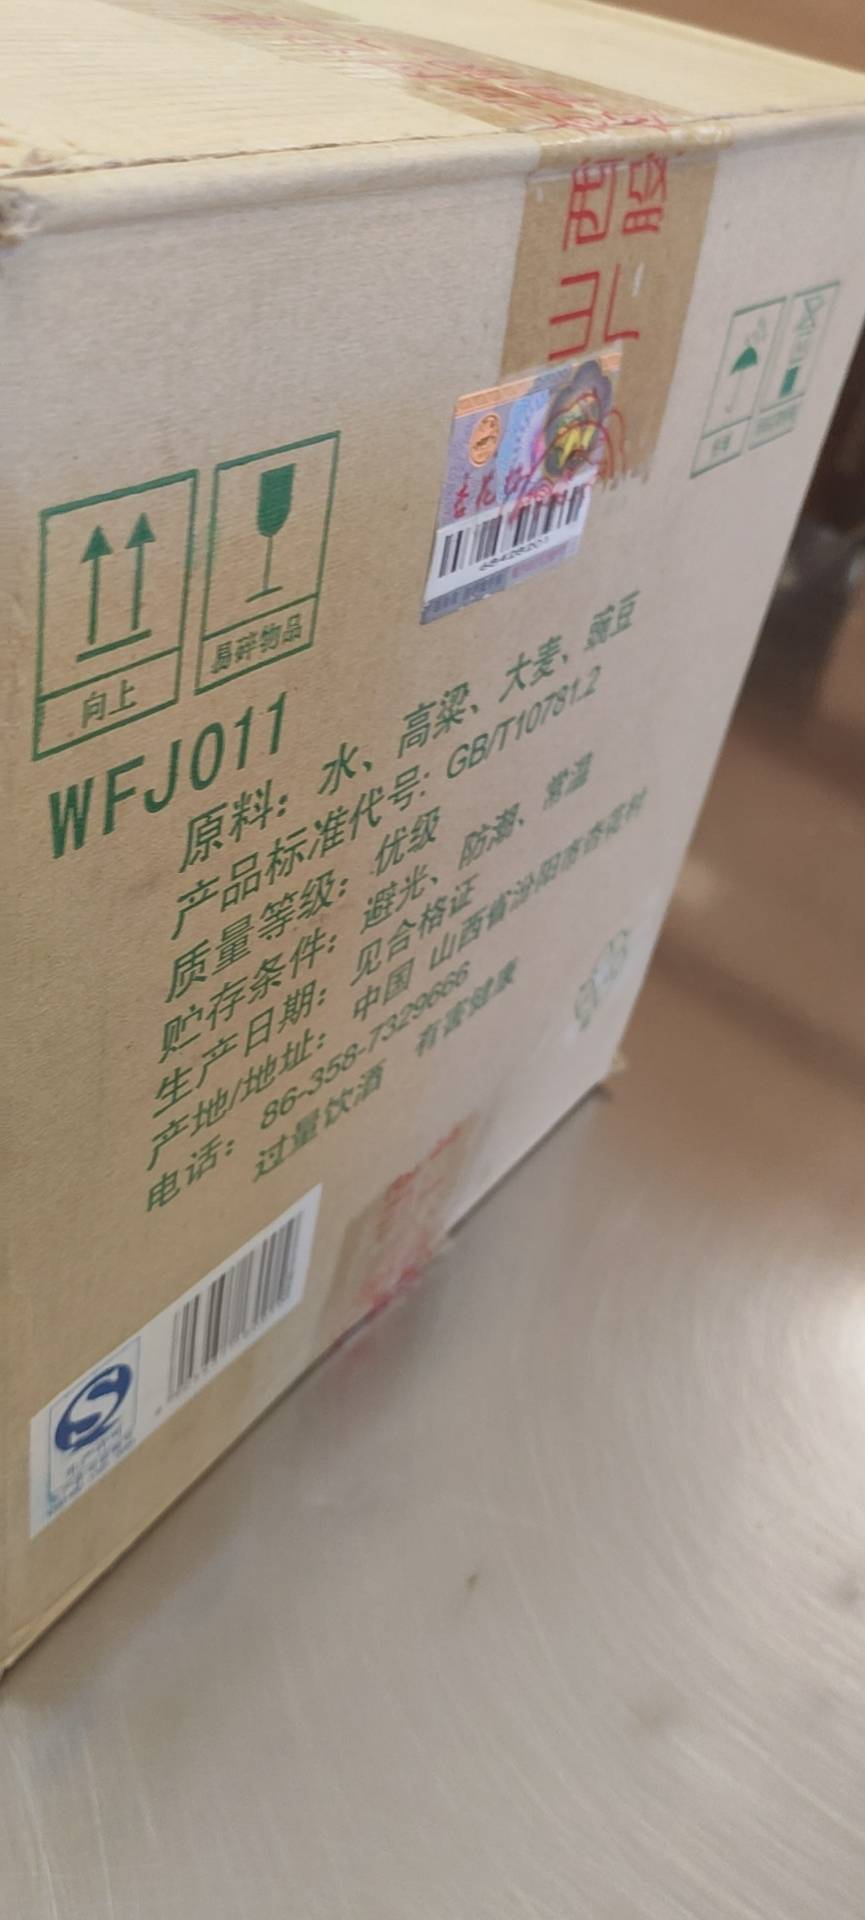 山西
股
杏花村
68426201
向上
易碎物品
WFJ011
原料：水、高粱、大麦、豌豆
产品标准代号：GB/T10781.2
质量等级：优级
贮存条件：避光、防潮、常温
生产日期：见合格证
产地/地址：中国 山西省汾阳市杏花村
电话：86-358-7329666
过量饮酒 有害健康